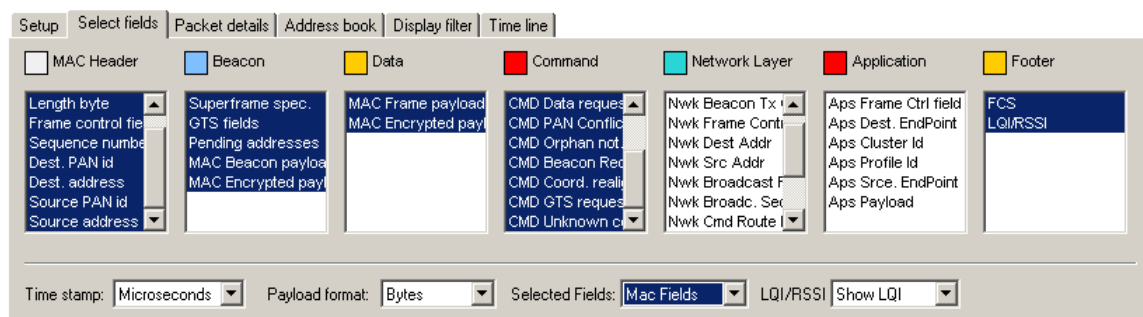 Setup Select fields Packet details Address book Display filter Time line
MAC Header Beacon Data Command Network Layer Application Footer
Length byte
Frame control fie
Sequence numbe
Dest. PAN id
Dest. address
Source PAN id
Source address
Superframe spec.
GTS fields
Pending addresses
MAC Beacon payloa
MAC Encrypted payl
MAC Frame payload
MAC Encrypted payl
CMD Data reques
CMD PAN Conflic
CMD Orphan not.
CMD Beacon Req
CMD Coord. reali
CMD GTS reques
CMD Unknown co
Nwk Beacon Tx
Nwk Frame Contr
Nwk Dest Addr
Nwk Src Addr
Nwk Broadcast F
Nwk Broadc. Seq
Nwk Cmd Route
Aps Frame Ctrl field
Aps Dest. EndPoint
Aps Cluster Id
Aps Profile Id
Aps Srce. EndPoint
Aps Payload
FCS
LQI/RSSI
Time stamp: Microseconds Payload format: Bytes Selected Fields: Mac Fields LQI/RSSI Show LQI